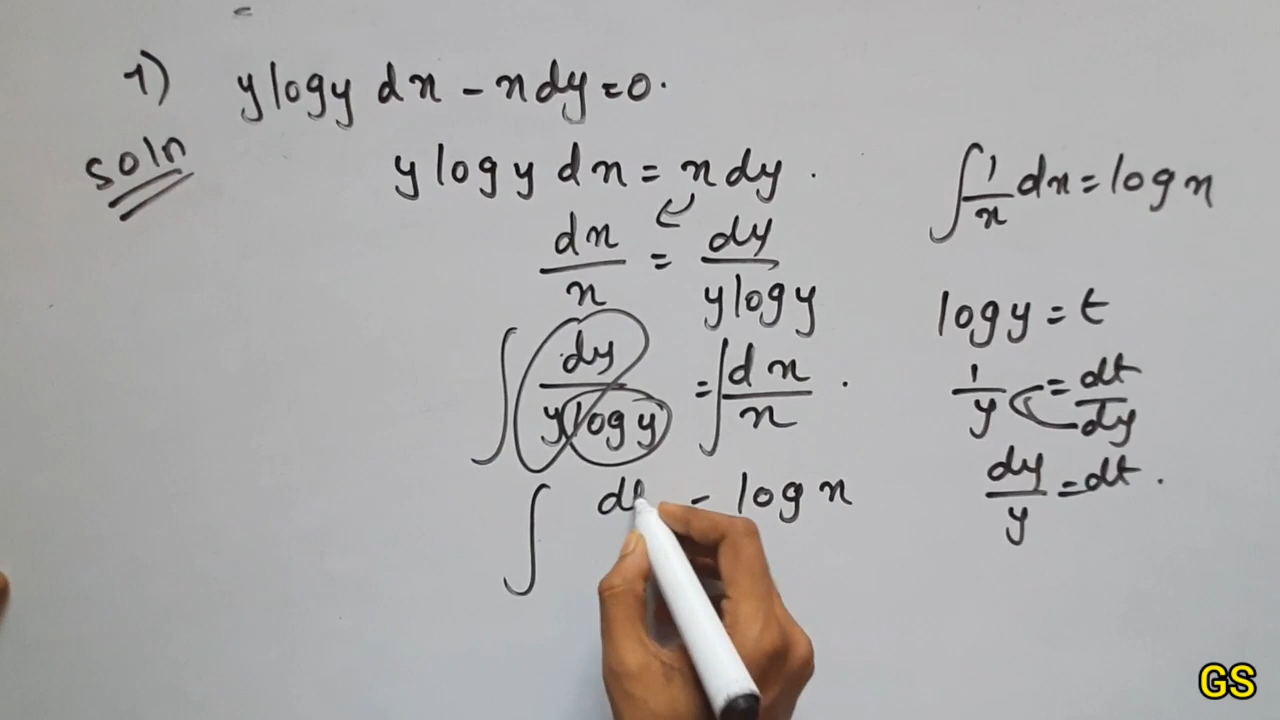 1) y log y dx - x dy = 0.
Soln
y log y dx = x dy.
dx/x = dy/(y log y)
∫ dy/(y log y) = ∫ dx/x.
∫ dt = log x
∫ 1/x dx = log x
log y = t
1/y = dt/dy
dy/y = dt.
GS